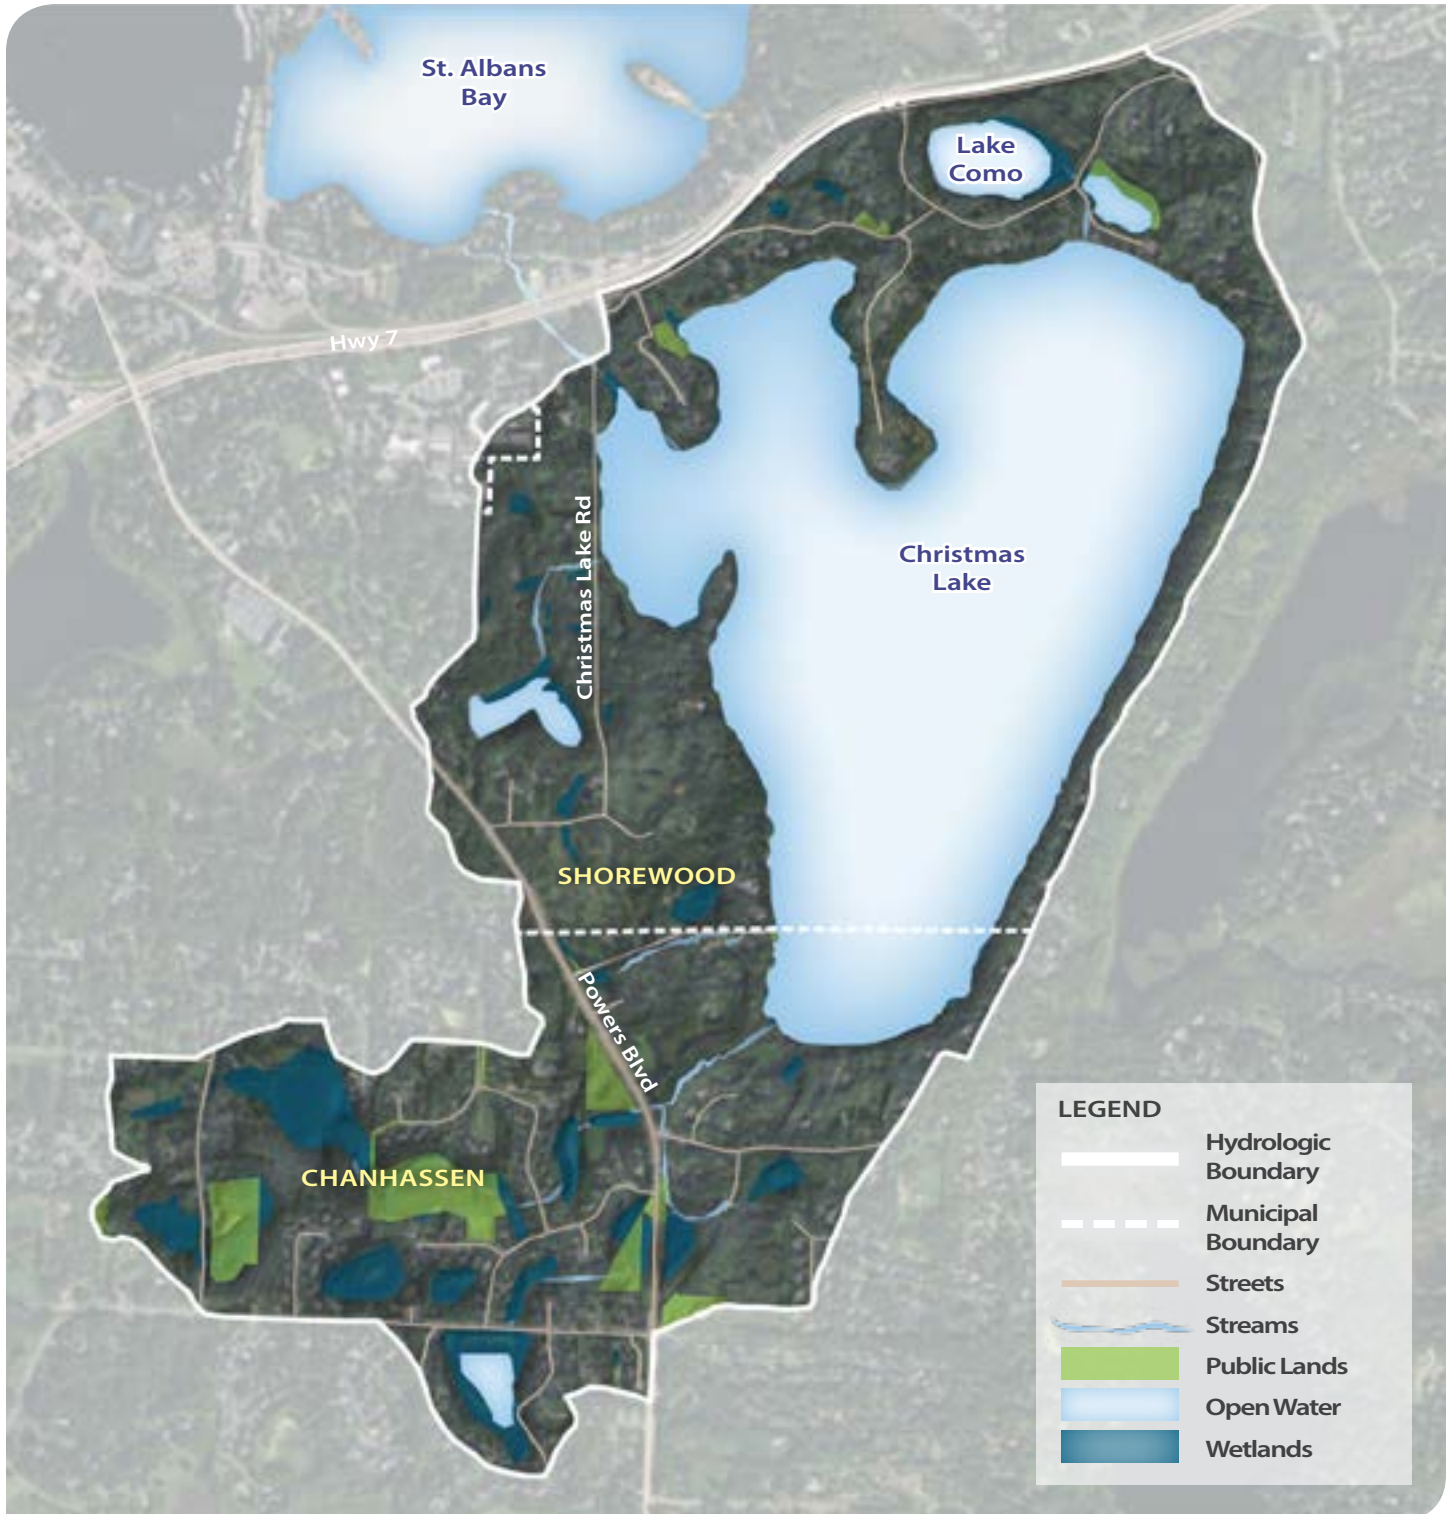 St. Albans
Bay
Lake
Como
Hwy 7
Christmas Lake Rd
Christmas
Lake
SHOREWOOD
Powers Blvd
CHANHASSEN
LEGEND
Hydrologic
Boundary
Municipal
Boundary
Streets
Streams
Public Lands
Open Water
Wetlands